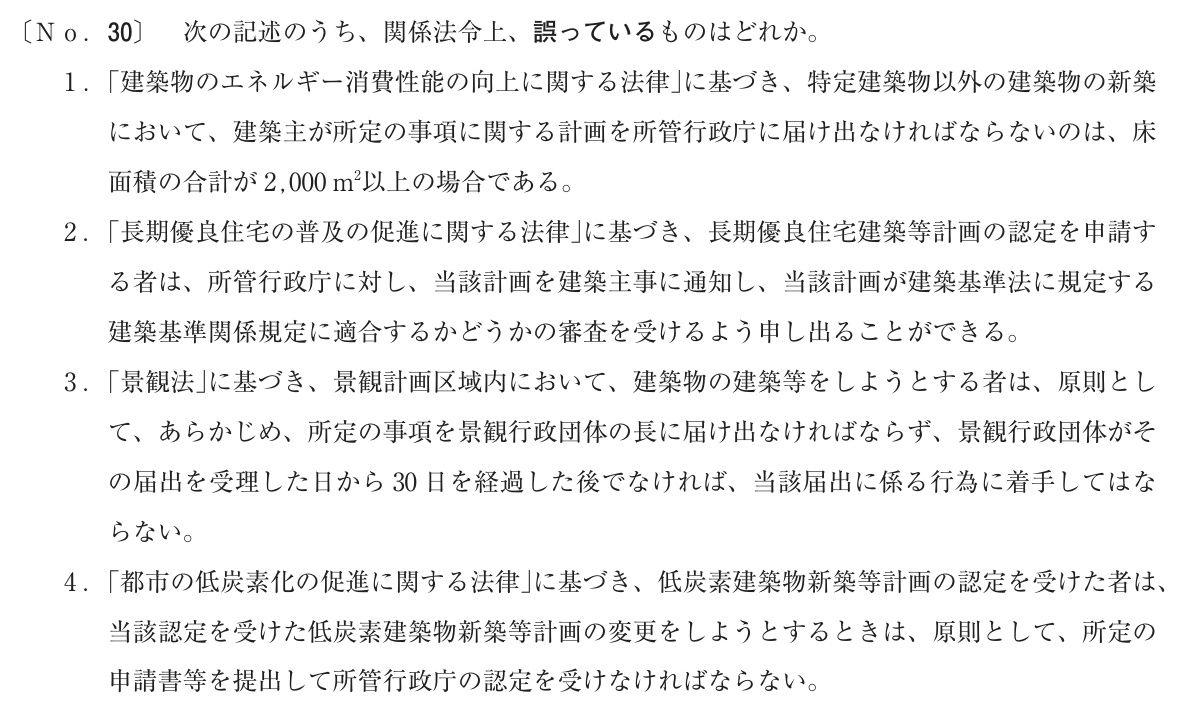 〔Ｎｏ．30〕　次の記述のうち、関係法令上、誤っているものはどれか。
1．「建築物のエネルギー消費性能の向上に関する法律」に基づき、特定建築物以外の建築物の新築
において、建築主が所定の事項に関する計画を所管行政庁に届け出なければならないのは、床
面積の合計が 2,000 m²以上の場合である。
2．「長期優良住宅の普及の促進に関する法律」に基づき、長期優良住宅建築等計画の認定を申請す
る者は、所管行政庁に対し、当該計画を建築主事に通知し、当該計画が建築基準法に規定する
建築基準関係規定に適合するかどうかの審査を受けるよう申し出ることができる。
3．「景観法」に基づき、景観計画区域内において、建築物の建築等をしようとする者は、原則とし
て、あらかじめ、所定の事項を景観行政団体の長に届け出なければならず、景観行政団体がそ
の届出を受理した日から 30 日を経過した後でなければ、当該届出に係る行為に着手してはな
らない。
4．「都市の低炭素化の促進に関する法律」に基づき、低炭素建築物新築等計画の認定を受けた者は、
当該認定を受けた低炭素建築物新築等計画の変更をしようとするときは、原則として、所定の
申請書等を提出して所管行政庁の認定を受けなければならない。